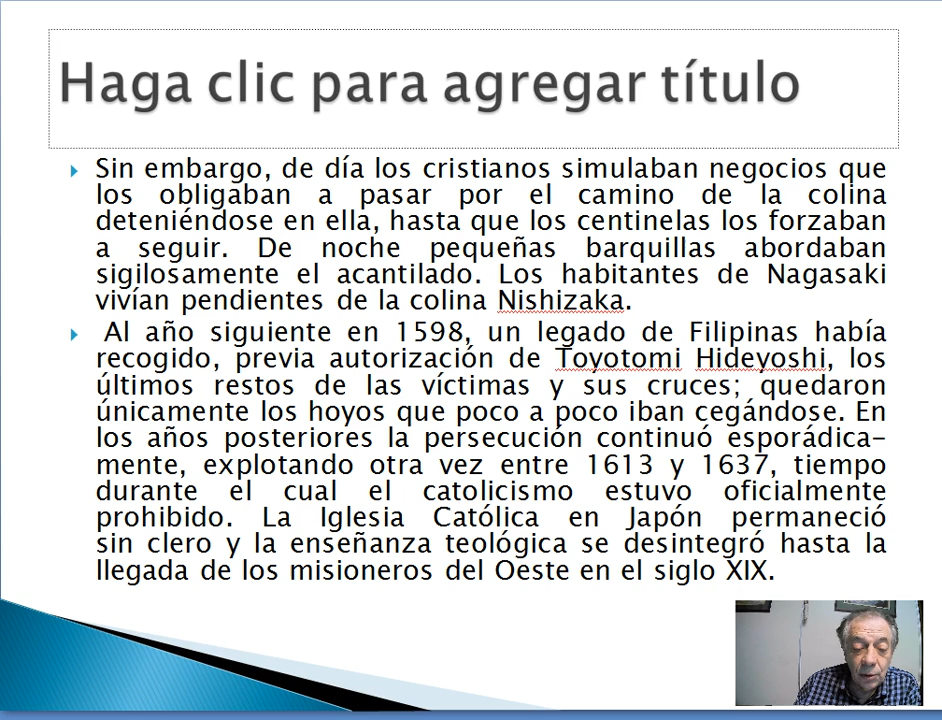 Haga clic para agregar título
Sin embargo, de día los cristianos simulaban negocios que
los obligaban a pasar por el camino de la colina
deteniéndose en ella, hasta que los centinelas los forzaban
a seguir. De noche pequeñas barquillas abordaban
sigilosamente el acantilado. Los habitantes de Nagasaki
vivían pendientes de la colina Nishizaka.
Al año siguiente en 1598, un legado de Filipinas había
recogido, previa autorización de Toyotomi Hideyoshi, los
últimos restos de las víctimas y sus cruces; quedaron
únicamente los hoyos que poco a poco iban cegándose. En
los años posteriores la persecución continuó esporádica-
mente, explotando otra vez entre 1613 y 1637, tiempo
durante el cual el catolicismo estuvo oficialmente
prohibido. La Iglesia Católica en Japón permaneció
sin clero y la enseñanza teológica se desintegró hasta la
llegada de los misioneros del Oeste en el siglo XIX.